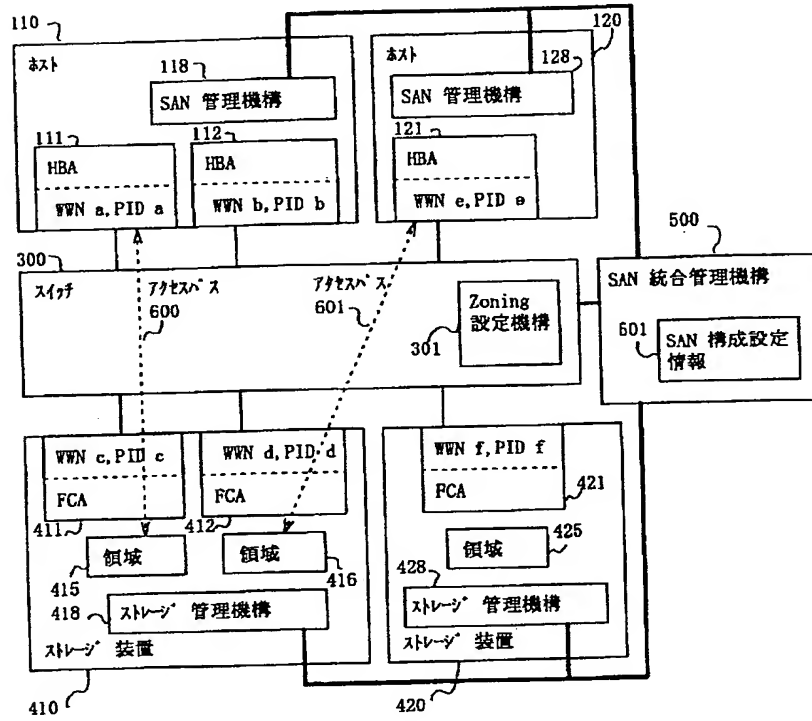 110
120
ホスト
118
SAN 管理機構
ホスト
128
SAN 管理機構
111
HBA
WWN a,PID a
112
HBA
WWN b,PID b
121
HBA
WWN e,PID e
300
スイッチ
アクセスパス
600
アクセスパス
601
Zoning
設定機構
301
500
SAN 統合管理機構
601
SAN 構成設定
情報
WWN c,PID c
FCA
411
WWN d,PID d
FCA
412
WWN f,PID f
FCA
421
領域
415
領域
416
領域
425
418
ストレージ 管理機構
ストレージ 装置
410
428
ストレージ 管理機構
ストレージ 装置
420